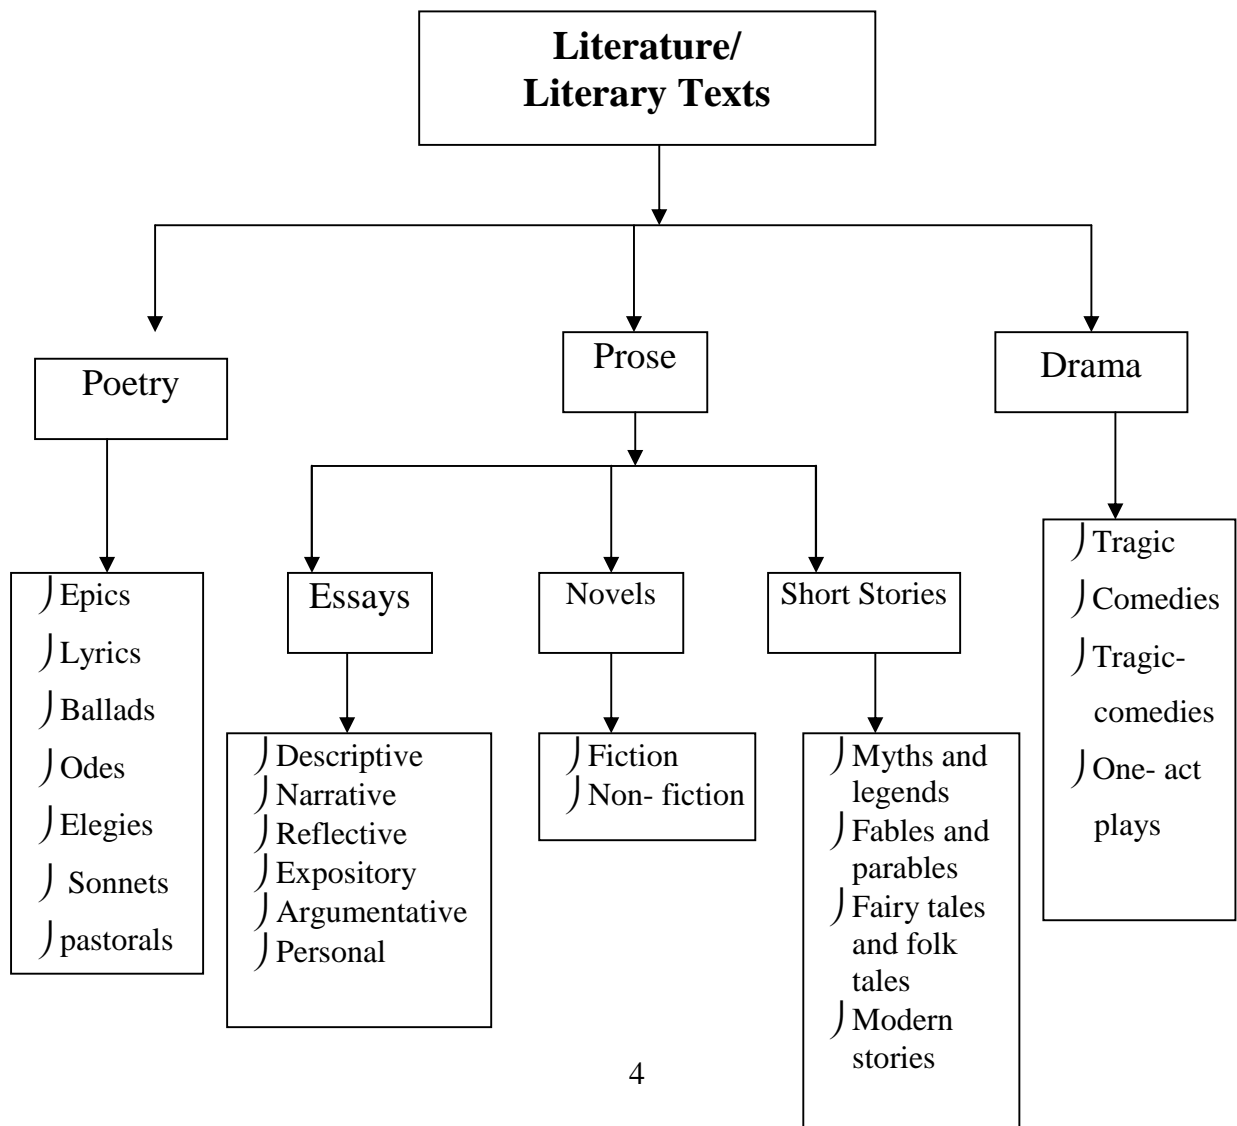 Literature/
Literary Texts
Poetry
Prose
Drama
Epics
Lyrics
Ballads
Odes
Elegies
Sonnets
pastorals
Essays
Novels
Short Stories
Descriptive
Narrative
Reflective
Expository
Argumentative
Personal
Fiction
Non- fiction
Myths and
legends
Fables and
parables
Fairy tales
and folk
tales
Modern
stories
Tragic
Comedies
Tragic-
comedies
One- act
plays
4